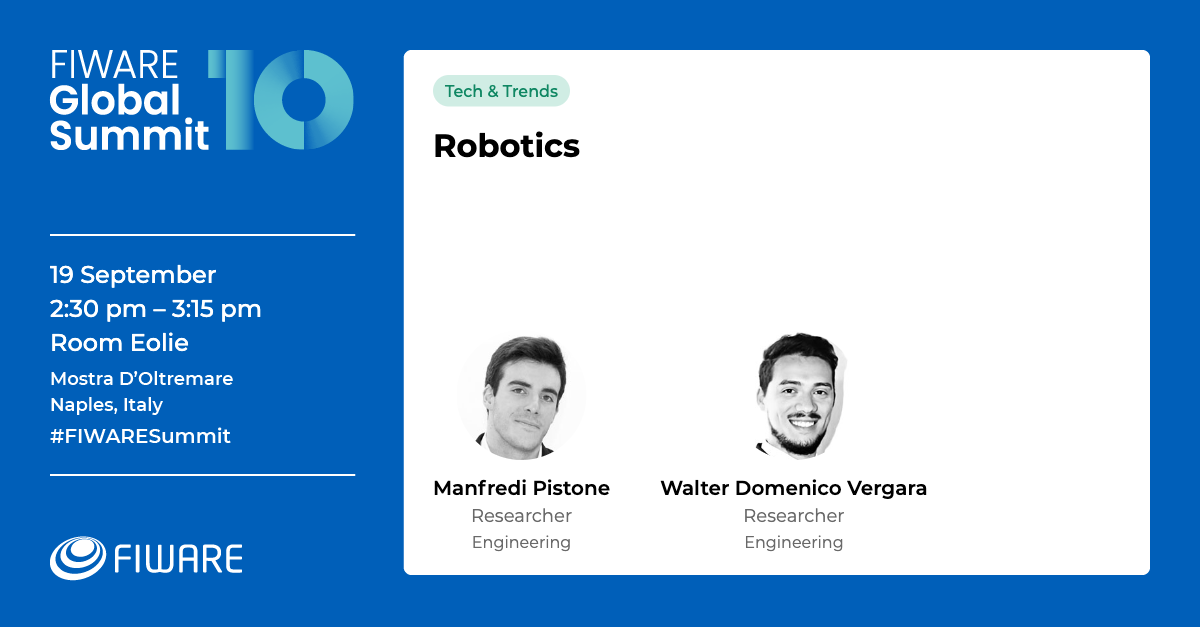 FIWARE
Global
Summit
10
19 September
2:30 pm – 3:15 pm
Room Eolie
Mostra D’Oltremare
Naples, Italy
#FIWARESummit
FIWARE
Tech & Trends
Robotics
Manfredi Pistone
Researcher
Engineering
Walter Domenico Vergara
Researcher
Engineering